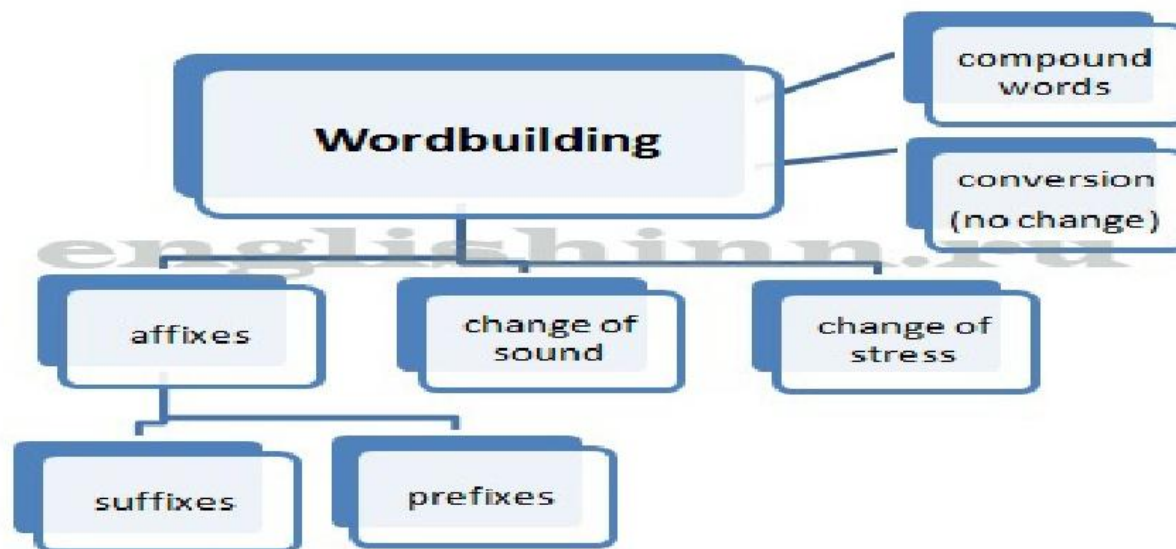 compound
words
Wordbuilding
conversion
(no change)
englishinn.ru
affixes
change of
sound
change of
stress
suffixes
prefixes